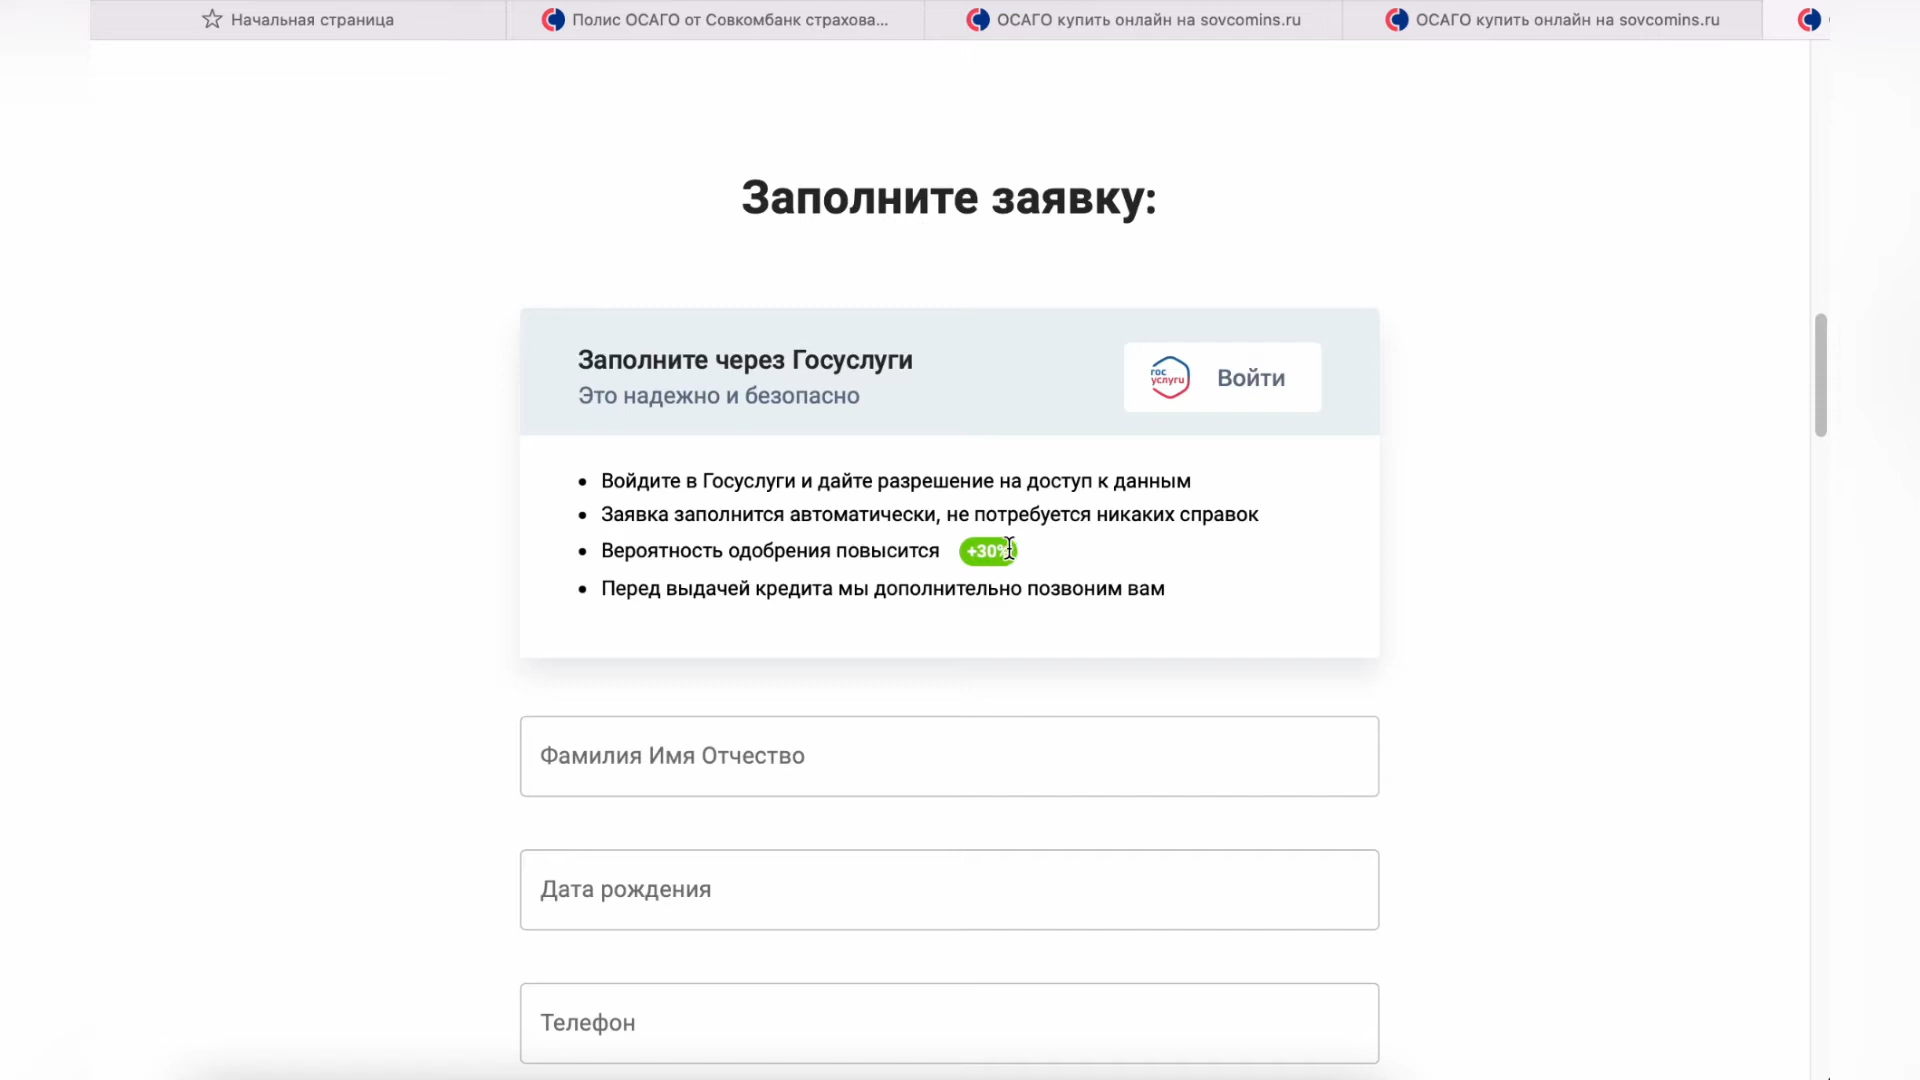 Начальная страница
Полис ОСАГО от Совкомбанк страхова...
ОСАГО купить онлайн на sovcomins.ru
ОСАГО купить онлайн на sovcomins.ru
Заполните заявку:
Заполните через Госуслуги
Это надежно и безопасно
гос
услуги
Войти
• Войдите в Госуслуги и дайте разрешение на доступ к данным
• Заявка заполнится автоматически, не потребуется никаких справок
• Вероятность одобрения повысится +30%
• Перед выдачей кредита мы дополнительно позвоним вам
Фамилия Имя Отчество
Дата рождения
Телефон